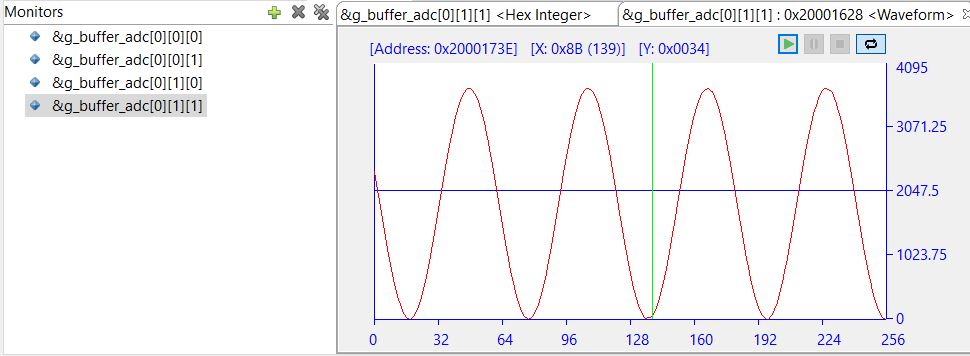 Monitors
&g_buffer_adc[0][0][0]
&g_buffer_adc[0][0][1]
&g_buffer_adc[0][1][0]
&g_buffer_adc[0][1][1]
&g_buffer_adc[0][1][1] <Hex Integer>
&g_buffer_adc[0][1][1] : 0x20001628 <Waveform>
[Address: 0x2000173E] [X: 0x8B (139)] [Y: 0x0034]
4095
3071.25
2047.5
1023.75
0
0 32 64 96 128 160 192 224 256